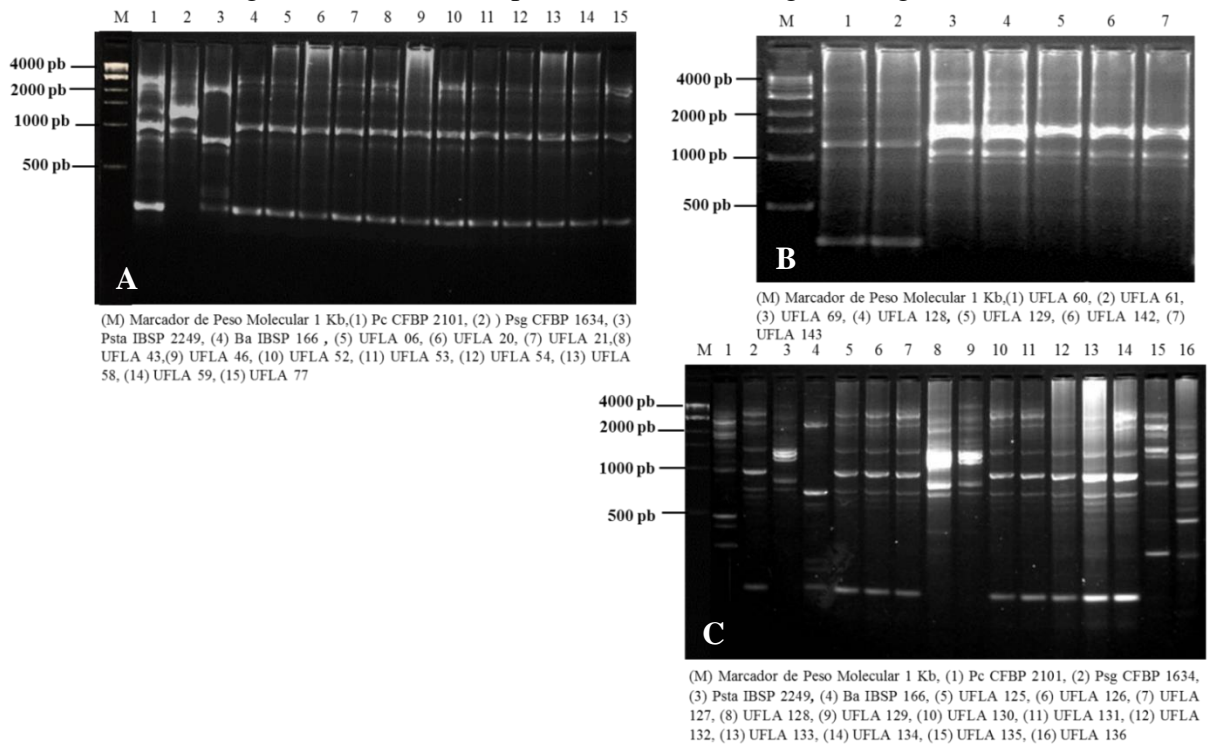 M 1 2 3 4 5 6 7 8 9 10 11 12 13 14 15
4000 pb
2000 pb
1000 pb
500 pb
A
(M) Marcador de Peso Molecular 1 Kb,(1) Pc CFBP 2101, (2) ) Psg CFBP 1634, (3)
Psta IBSP 2249, (4) Ba IBSP 166 , (5) UFLA 06, (6) UFLA 20, (7) UFLA 21,(8)
UFLA 43,(9) UFLA 46, (10) UFLA 52, (11) UFLA 53, (12) UFLA 54, (13) UFLA
58, (14) UFLA 59, (15) UFLA 77
M 1 2 3 4 5 6 7
4000 pb
2000 pb
1000 pb
500 pb
B
(M) Marcador de Peso Molecular 1 Kb,(1) UFLA 60, (2) UFLA 61,
(3) UFLA 69, (4) UFLA 128, (5) UFLA 129, (6) UFLA 142, (7)
UFLA 143
M 1 2 3 4 5 6 7 8 9 10 11 12 13 14 15 16
4000 pb
2000 pb
1000 pb
500 pb
C
(M) Marcador de Peso Molecular 1 Kb, (1) Pc CFBP 2101, (2) Psg CFBP 1634,
(3) Psta IBSP 2249, (4) Ba IBSP 166, (5) UFLA 125, (6) UFLA 126, (7) UFLA
127, (8) UFLA 128, (9) UFLA 129, (10) UFLA 130, (11) UFLA 131, (12) UFLA
132, (13) UFLA 133, (14) UFLA 134, (15) UFLA 135, (16) UFLA 136